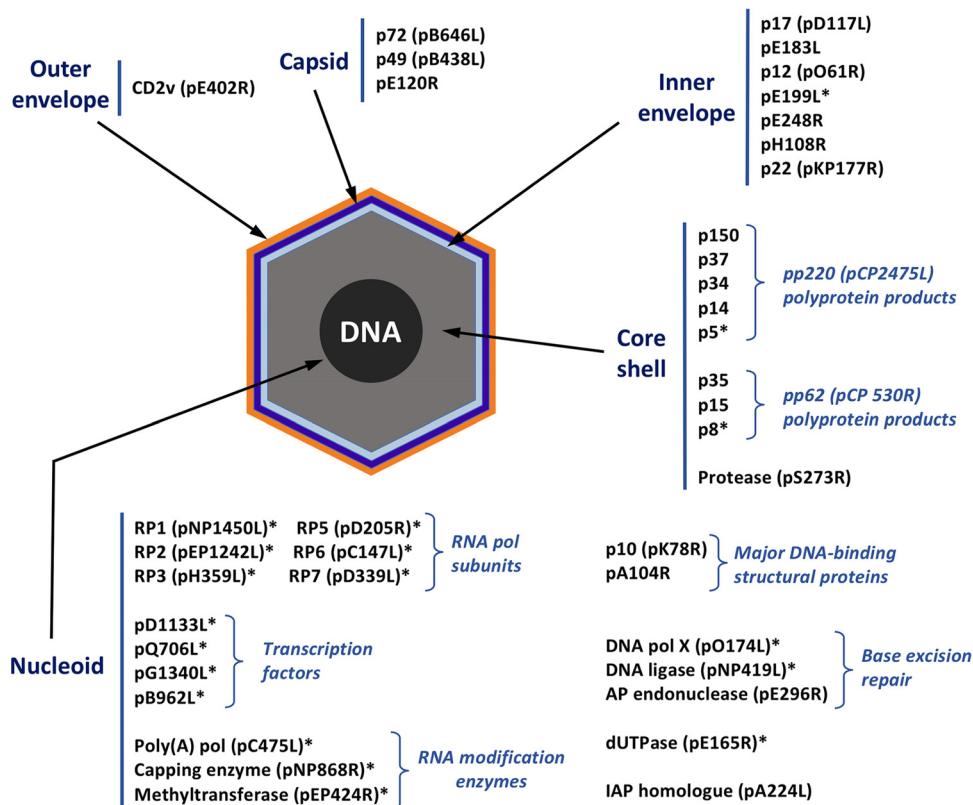 Outer
envelope
CD2v (pE402R)
Capsid
p72 (pB646L)
p49 (pB438L)
pE120R
Inner
envelope
p17 (pD117L)
pE183L
p12 (pO61R)
pE199L*
pE248R
pH108R
p22 (pKP177R)
DNA
Core
shell
p150
p37
p34
p14
p5*
pp220 (pCP2475L)
polyprotein products
p35
p15
p8*
pp62 (pCP 530R)
polyprotein products
Protease (pS273R)
Nucleoid
RP1 (pNP1450L)* RP5 (pD205R)*
RP2 (pEP1242L)* RP6 (pC147L)*
RP3 (pH359L)* RP7 (pD339L)*
RNA pol
subunits
pD1133L*
pQ706L*
pG1340L*
pB962L*
Transcription
factors
Poly(A) pol (pC475L)*
Capping enzyme (pNP868R)*
Methyltransferase (pEP424R)*
RNA modification
enzymes
p10 (pK78R)
pA104R
Major DNA-binding
structural proteins
DNA pol X (pO174L)*
DNA ligase (pNP419L)*
AP endonuclease (pE296R)
Base excision
repair
dUTPase (pE165R)*
IAP homologue (pA224L)